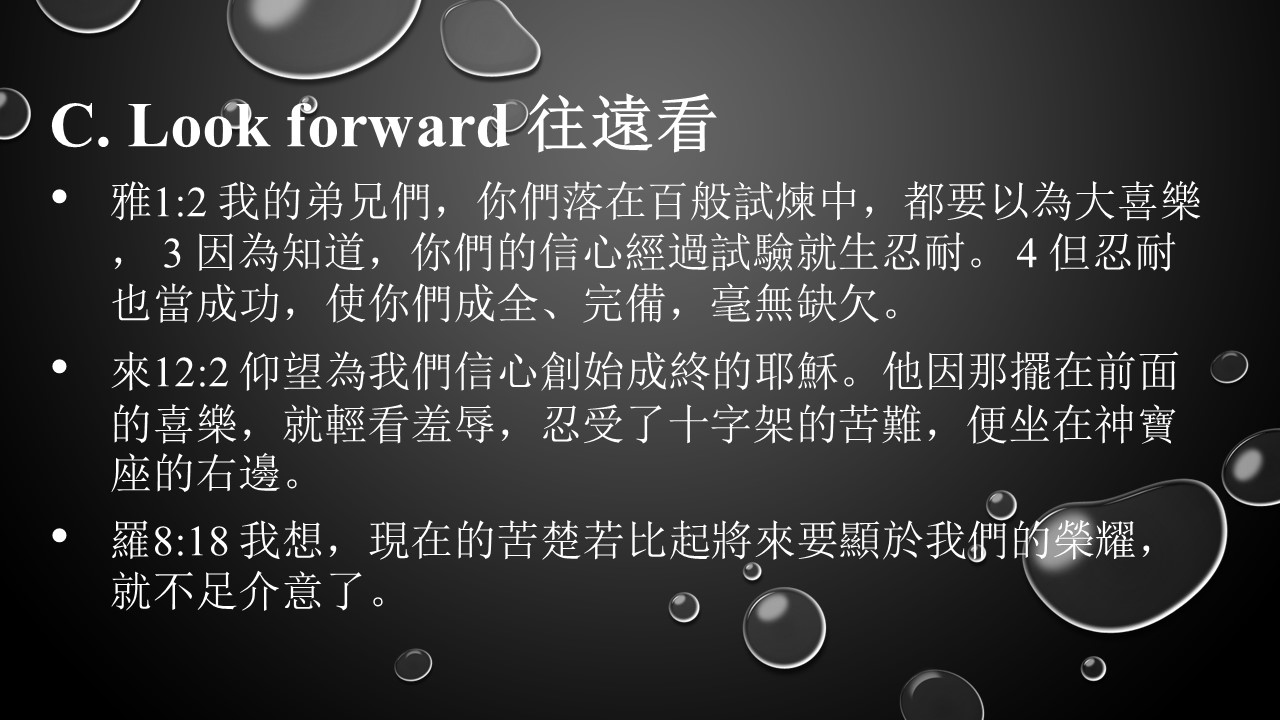 C. Look forward 往遠看
• 雅1:2 我的弟兄們，你們落在百般試煉中，都要以為大喜樂
， 3 因為知道，你們的信心經過試驗就生忍耐。 4 但忍耐
也當成功，使你們成全、完備，毫無缺欠。
• 來12:2 仰望為我們信心創始成終的耶穌。他因那擺在前面
的喜樂，就輕看羞辱，忍受了十字架的苦難，便坐在神寶
座的右邊。
• 羅8:18 我想，現在的苦楚若比起將來要顯於我們的榮耀，
就不足介意了。